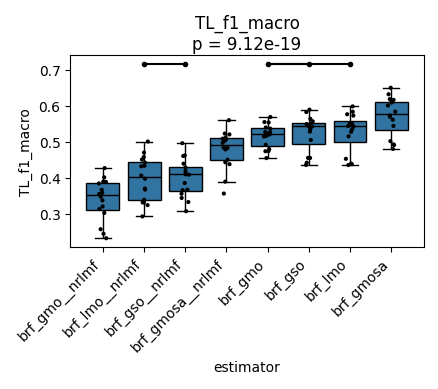 TL_f1_macro
p = 9.12e-19
TL_f1_macro
0.7
0.6
0.5
0.4
0.3
brf_gmo__nrlmf
brf_lmo__nrlmf
brf_gso__nrlmf
brf_gmosa__nrlmf
brf_gmo
brf_gso
brf_lmo
brf_gmosa
estimator